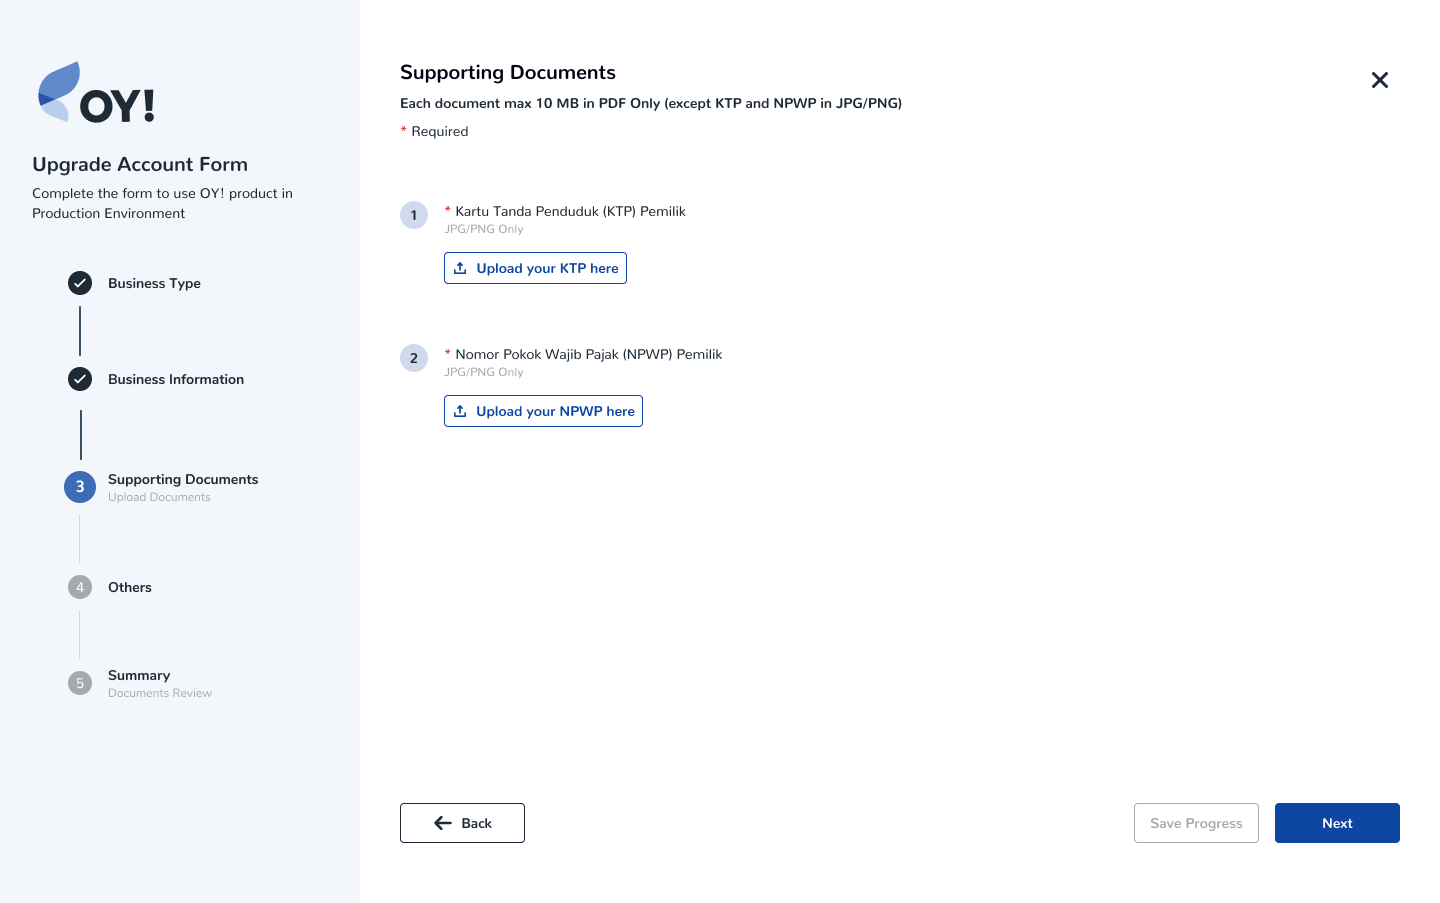 OY!
Upgrade Account Form
Complete the form to use OY! product in
Production Environment
Business Type
Business Information
3
Supporting Documents
Upload Documents
4
Others
5
Summary
Documents Review
Supporting Documents
Each document max 10 MB in PDF Only (except KTP and NPWP in JPG/PNG)
* Required
1
* Kartu Tanda Penduduk (KTP) Pemilik
JPG/PNG Only
Upload your KTP here
2
* Nomor Pokok Wajib Pajak (NPWP) Pemilik
JPG/PNG Only
Upload your NPWP here
Back
Save Progress
Next